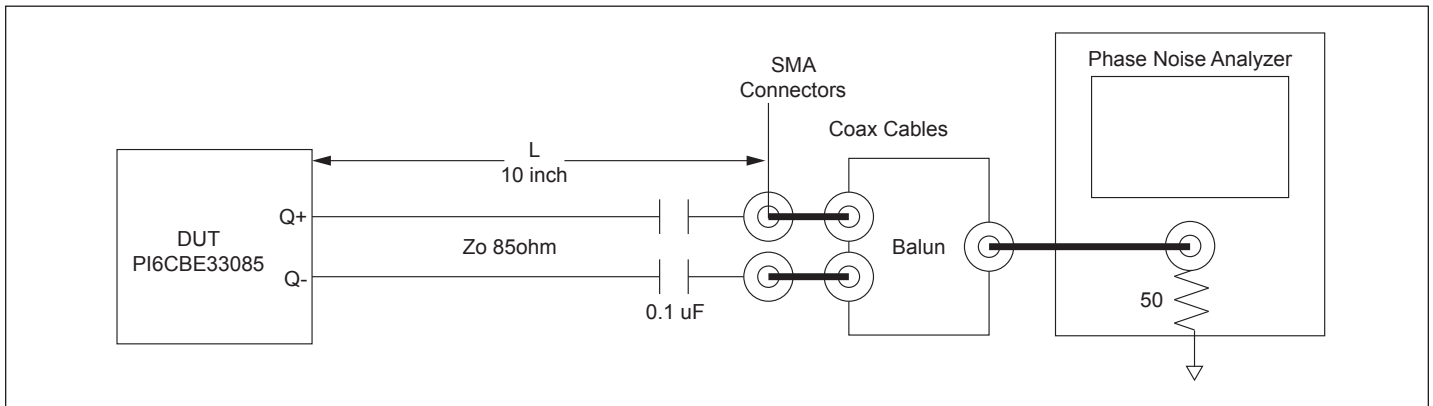 Phase Noise Analyzer
SMA
Connectors
Coax Cables
L
10 inch
Q+
DUT
PI6CBE33085
Zo 85ohm
Balun
Q-
50
0.1 uF